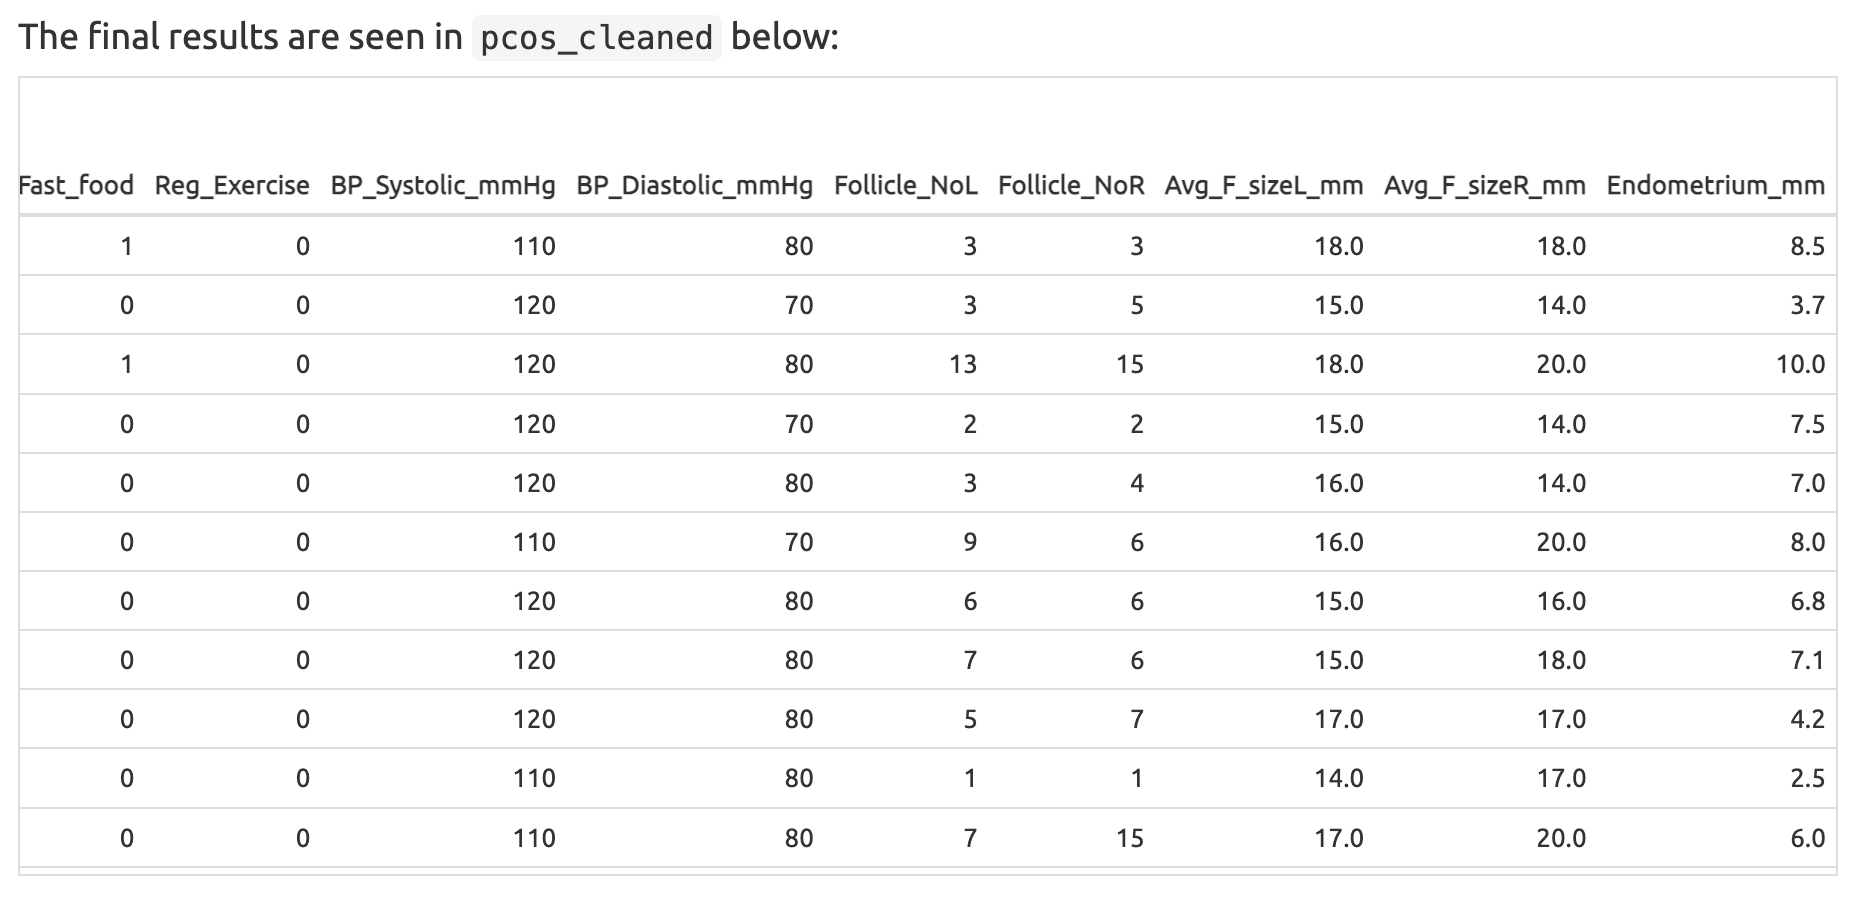 The final results are seen in pcos_cleaned below:
Fast_food Reg_Exercise BP_Systolic_mmHg BP_Diastolic_mmHg Follicle_NoL Follicle_NoR Avg_F_sizeL_mm Avg_F_sizeR_mm Endometrium_mm
1 0 110 80 3 3 18.0 18.0 8.5
0 0 120 70 3 5 15.0 14.0 3.7
1 0 120 80 13 15 18.0 20.0 10.0
0 0 120 70 2 2 15.0 14.0 7.5
0 0 120 80 3 4 16.0 14.0 7.0
0 0 110 70 9 6 16.0 20.0 8.0
0 0 120 80 6 6 15.0 16.0 6.8
0 0 120 80 7 6 15.0 18.0 7.1
0 0 120 80 5 7 17.0 17.0 4.2
0 0 110 80 1 1 14.0 17.0 2.5
0 0 110 80 7 15 17.0 20.0 6.0